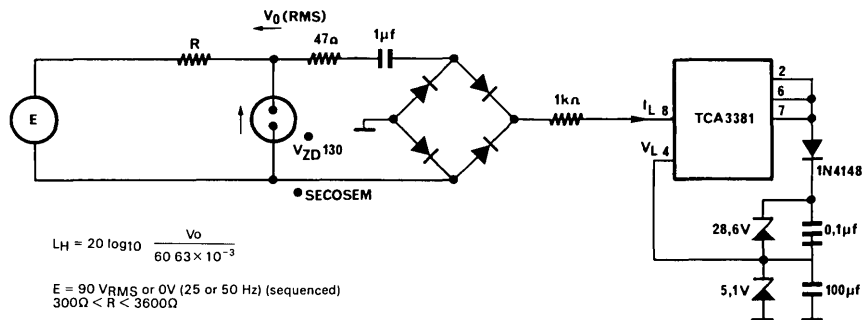 V0 (RMS)
R
47Ω
1μf
E
VZD 130
SECOSEM
1kΩ
IL 8
VL 4
TCA3381
2
6
7
1N4148
28,6V
0,1μf
5,1V
100μf
LH = 20 log10 Vo / 60 63 × 10⁻³
E = 90 VRMS or 0V (25 or 50 Hz) (sequenced)
300Ω < R < 3600Ω